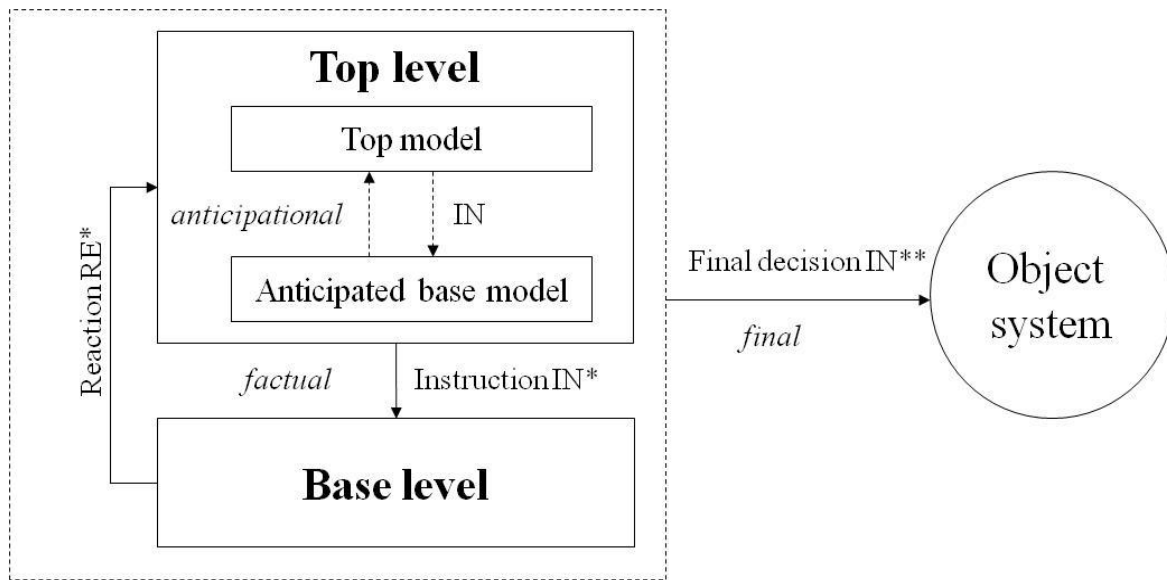 Top level
Top model
anticipational
IN
Anticipated base model
Reaction RE*
factual
Instruction IN*
Base level
Final decision IN**
final
Object
system